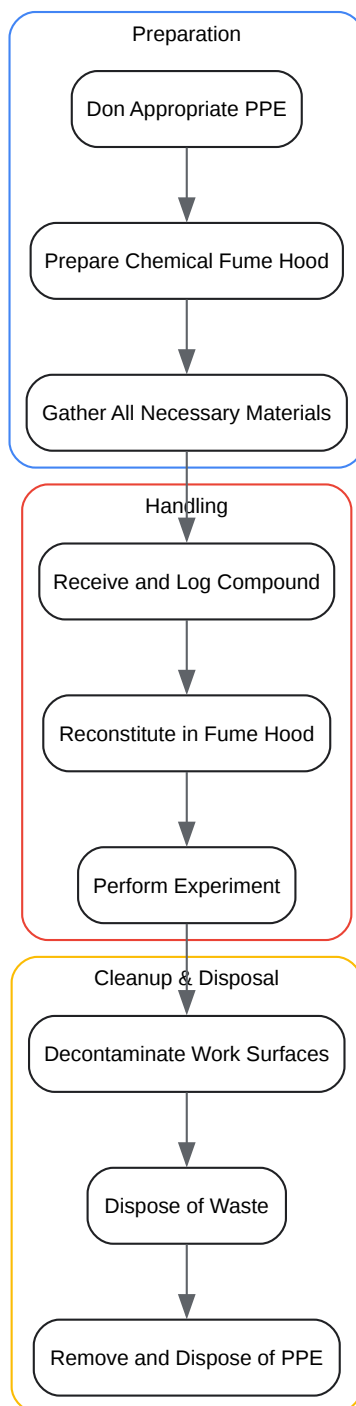 Preparation
Don Appropriate PPE
Prepare Chemical Fume Hood
Gather All Necessary Materials
Handling
Receive and Log Compound
Reconstitute in Fume Hood
Perform Experiment
Cleanup & Disposal
Decontaminate Work Surfaces
Dispose of Waste
Remove and Dispose of PPE